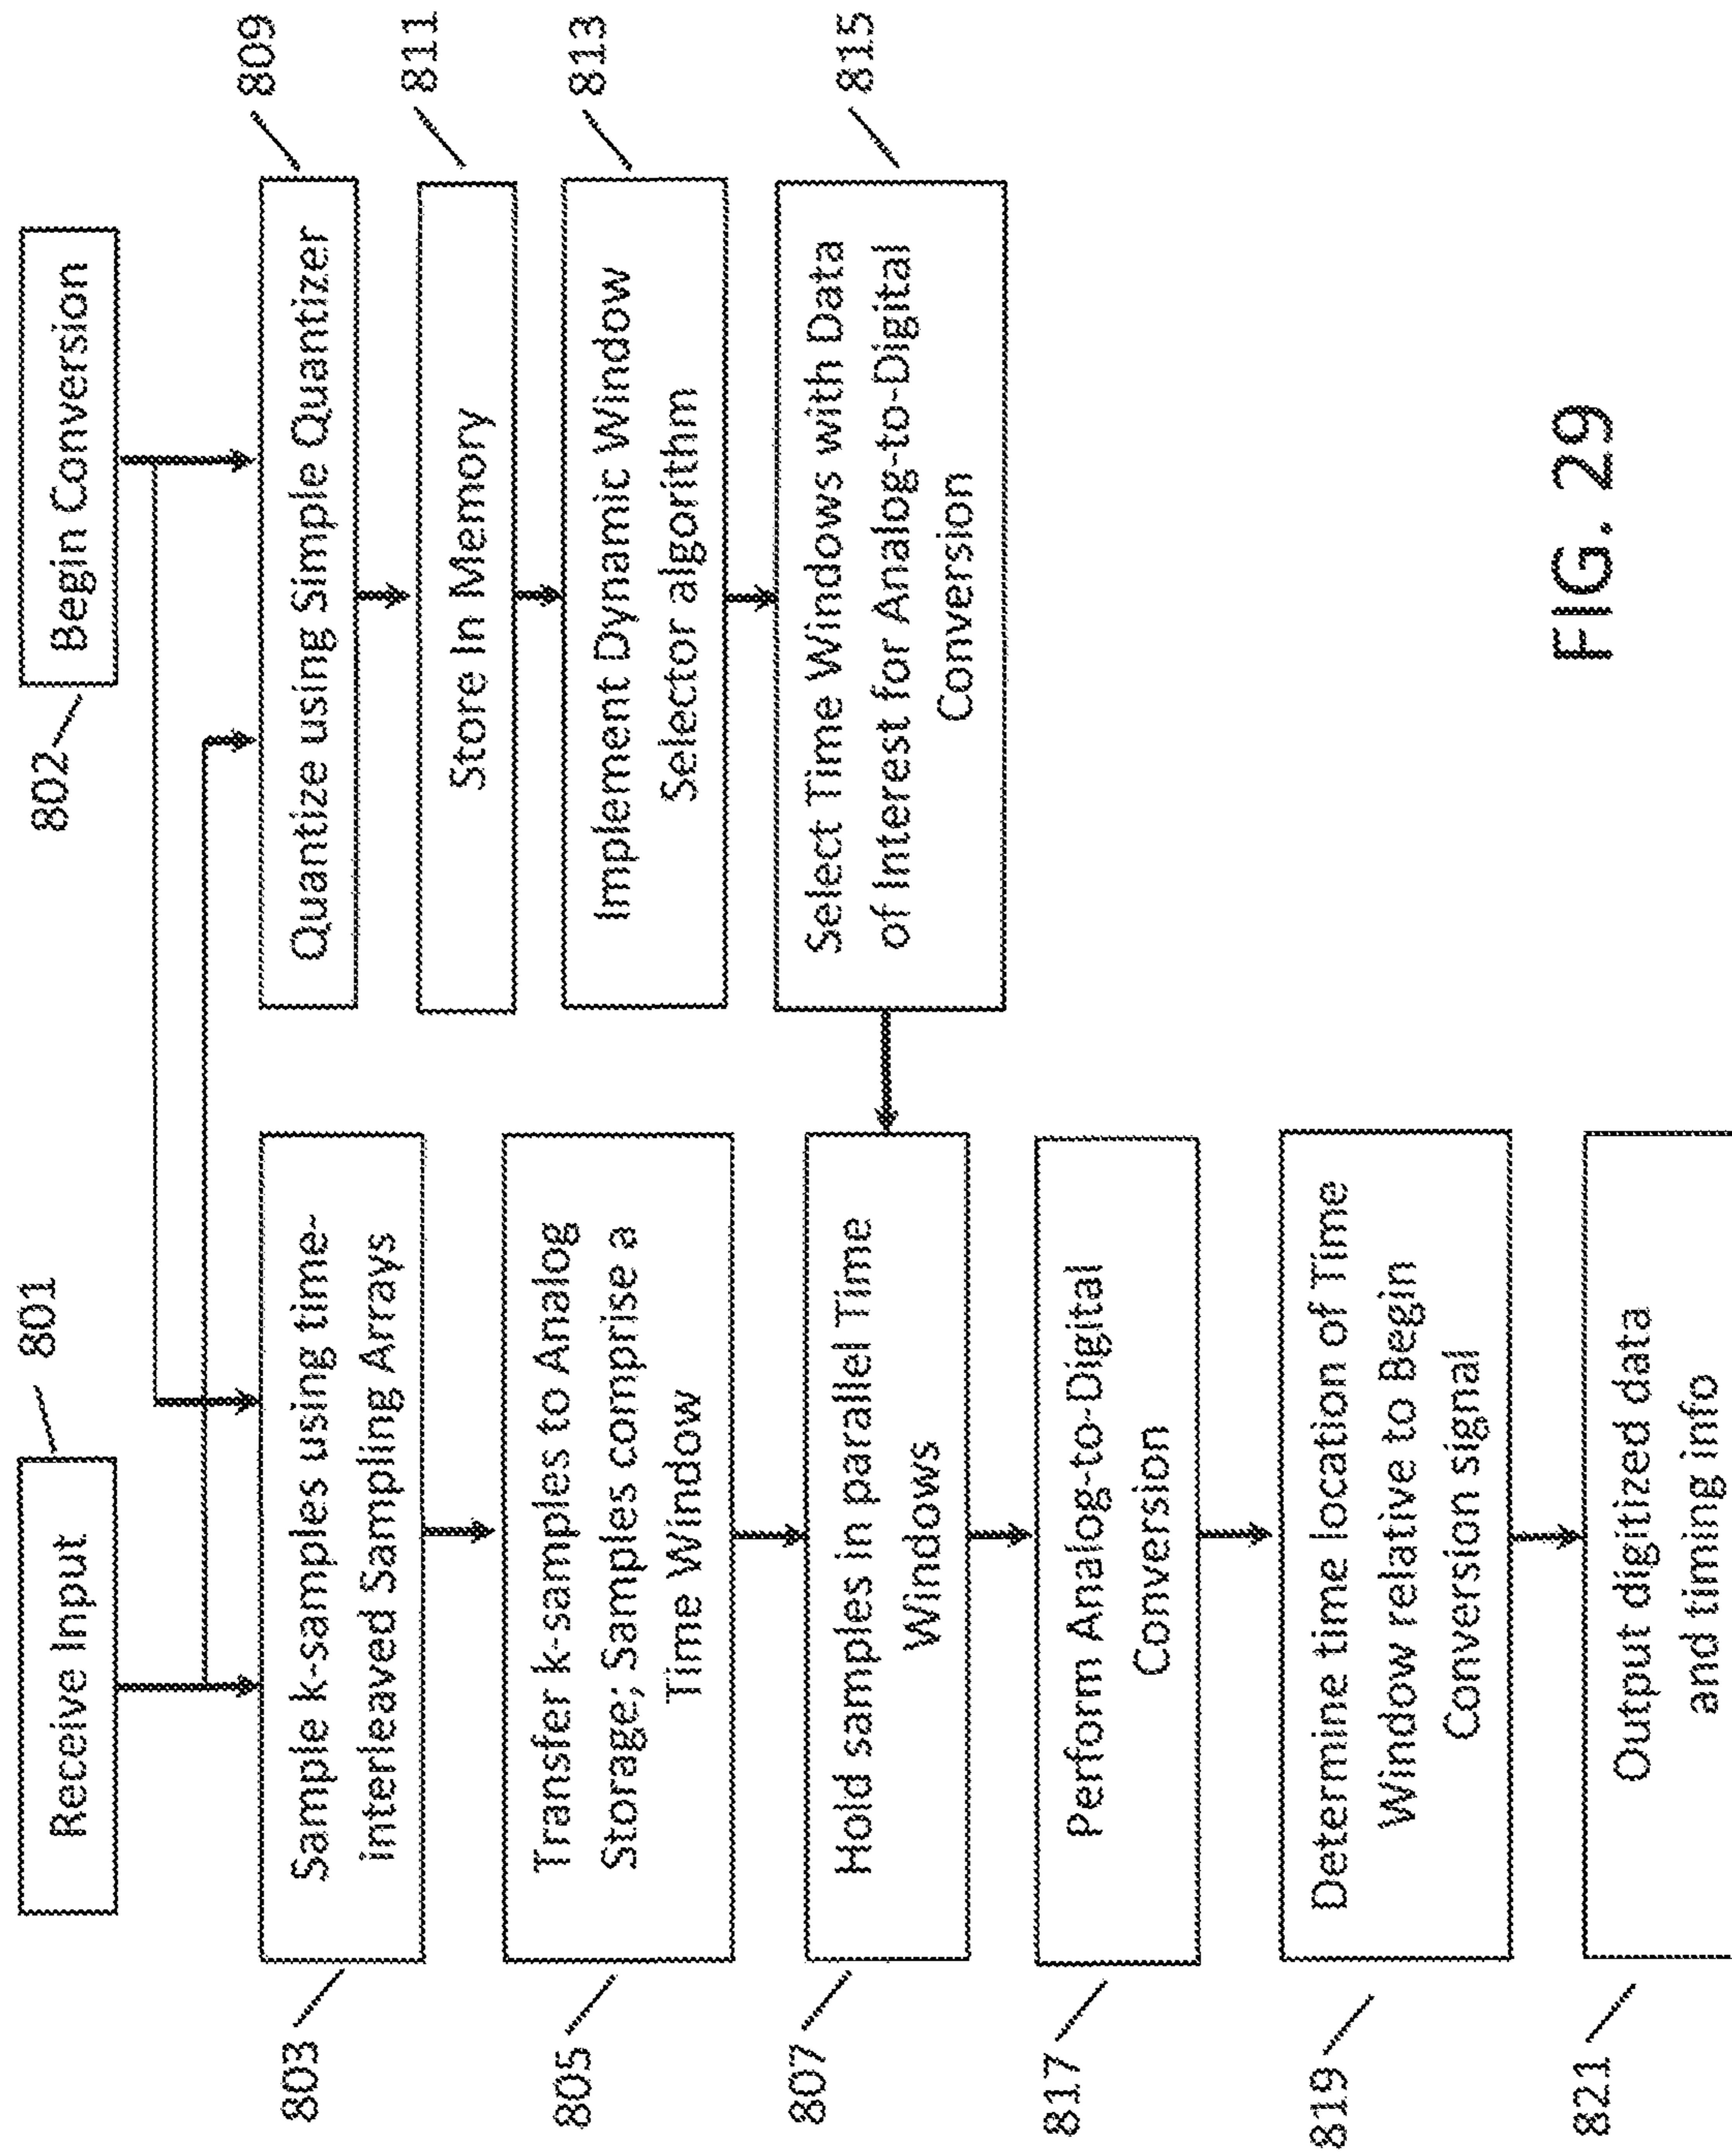 801
Receive Input
802
Begin Conversion
803
Sample k-samples using time-
interleaved Sampling Arrays
805
Transfer k-samples to Analog
Storage; Samples comprise a
Time Window
807
Hold samples in parallel Time
Windows
817
Perform Analog-to-Digital
Conversion
819
Determine time location of Time
Window relative to Begin
Conversion signal
821
Output digitized data
and timing info
809
Quantize using Simple Quantizer
811
Store In Memory
813
Implement Dynamic Window
Selector algorithm
815
Select Time Windows with Data
of Interest for Analog-to-Digital
Conversion
FIG. 29